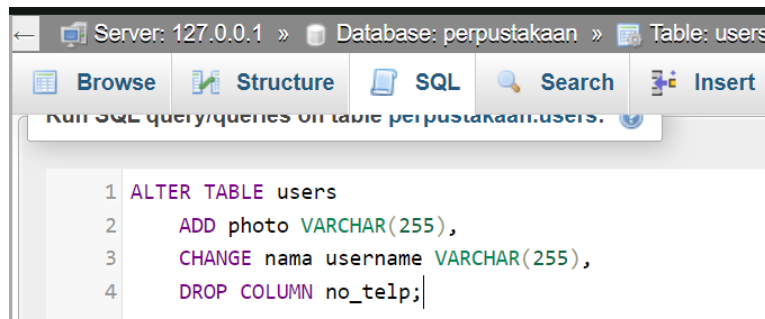 ← Server: 127.0.0.1 » Database: perpustakaan » Table: users
Browse Structure SQL Search Insert
Run SQL query/queries on table perpustakaan.users:
1 ALTER TABLE users
2 ADD photo VARCHAR(255),
3 CHANGE nama username VARCHAR(255),
4 DROP COLUMN no_telp;